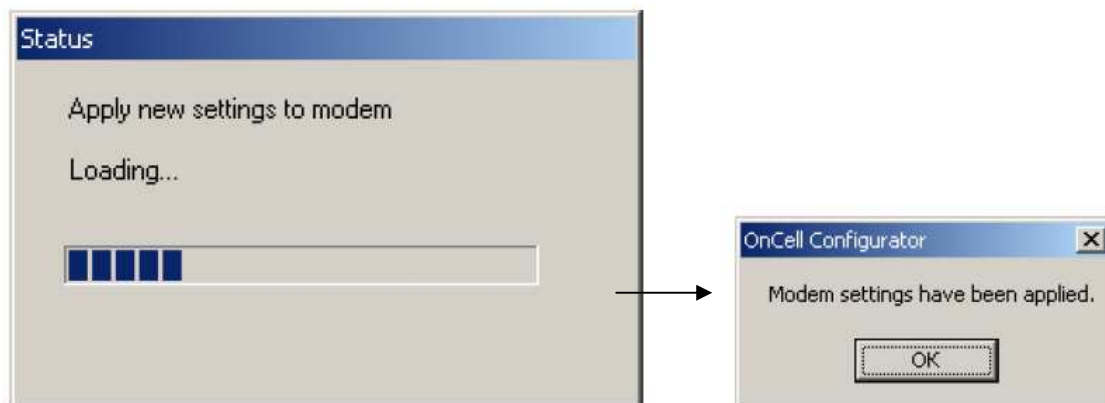 Status
Apply new settings to modem
Loading...
OnCell Configurator
Modem settings have been applied.
OK